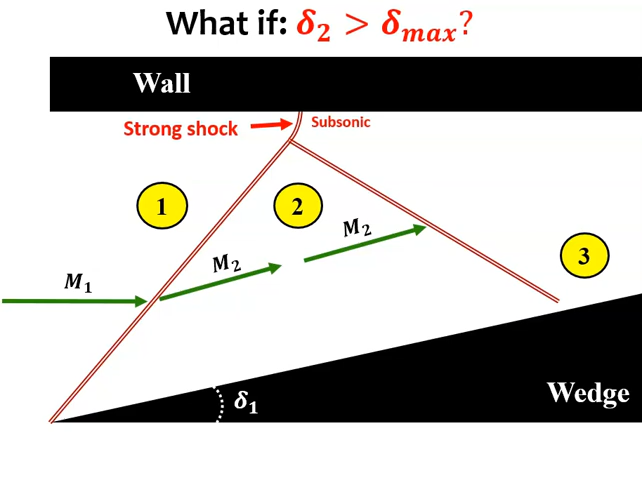 What if: δ₂ > δₘₐₓ?
Wall
Strong shock
Subsonic
1
2
M₂
M₂
3
M₁
δ₁
Wedge